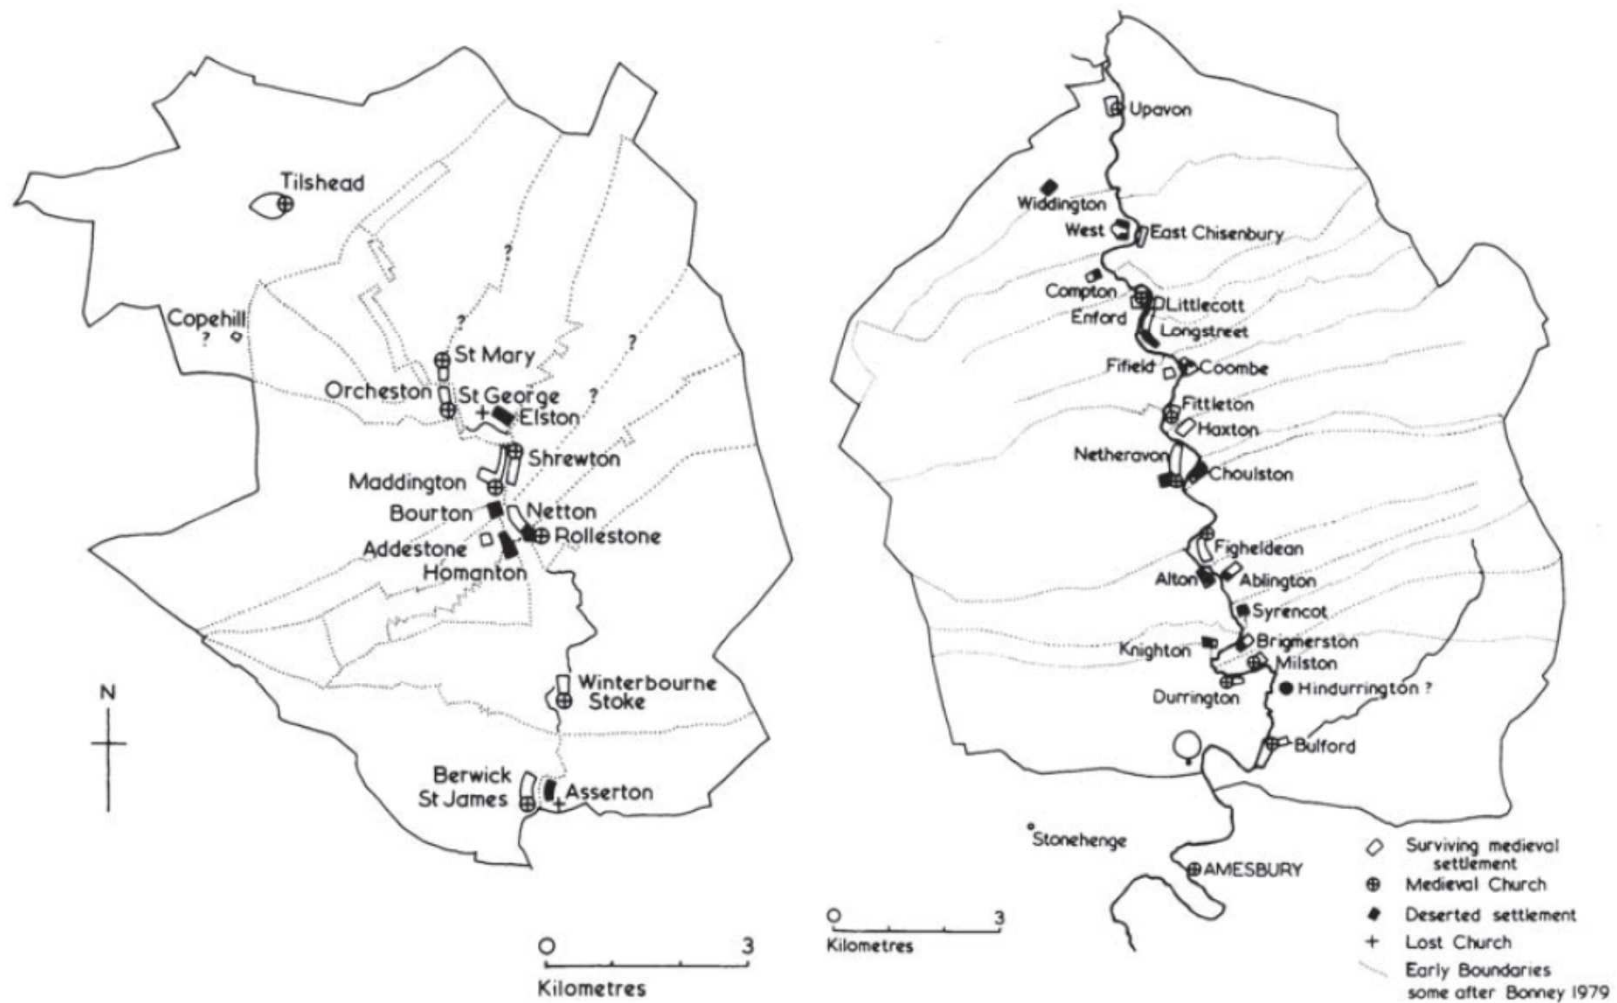 Tilshead
Copehill
?
?
?
?
?
St Mary
Orcheston
St George
Elston
Shrewton
Maddington
Bourton
Netton
Rollestone
Addestone
Homanton
Winterbourne
Stoke
Berwick
St James
Asserton
N
0 3
Kilometres
Upavon
Widdington
West
East Chisenbury
Compton
Littlecott
Enford
Longstreet
Fifield
Coombe
Fittleton
Haxton
Netheravon
Choulston
Figheldean
Alton
Ablington
Syrencot
Knighton
Brigmerston
Milston
Durrington
Hindurrington ?
Bulford
Stonehenge
AMESBURY
0 3
Kilometres
Surviving medieval
settlement
Medieval Church
Deserted settlement
Lost Church
Early Boundaries
some after Bonney 1979